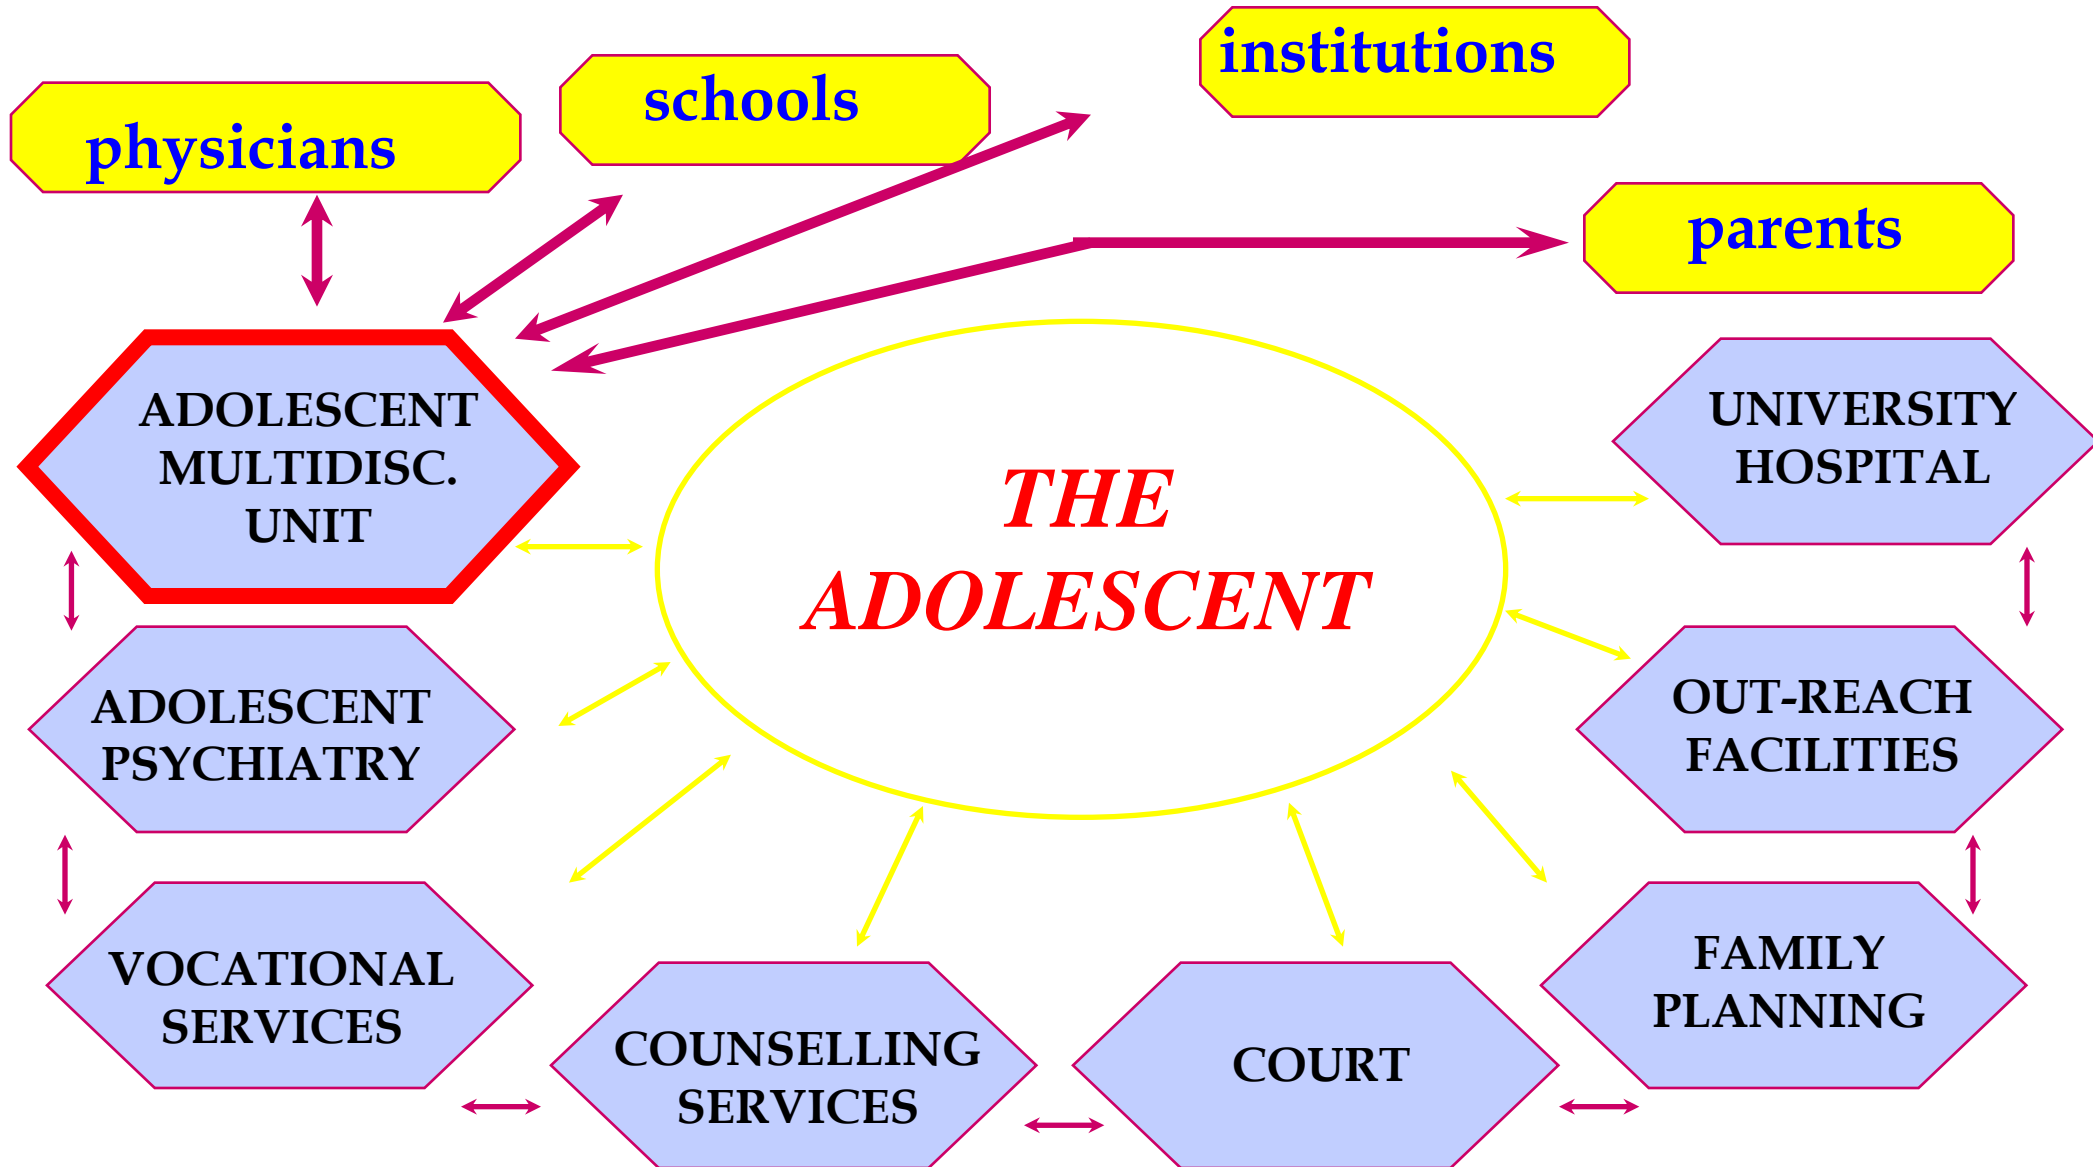 institutions
schools
physicians
parents
ADOLESCENT
MULTIDISC.
UNIT
UNIVERSITY
HOSPITAL
THE
ADOLESCENT
ADOLESCENT
PSYCHIATRY
OUT-REACH
FACILITIES
VOCATIONAL
SERVICES
FAMILY
PLANNING
COUNSELLING
SERVICES
COURT